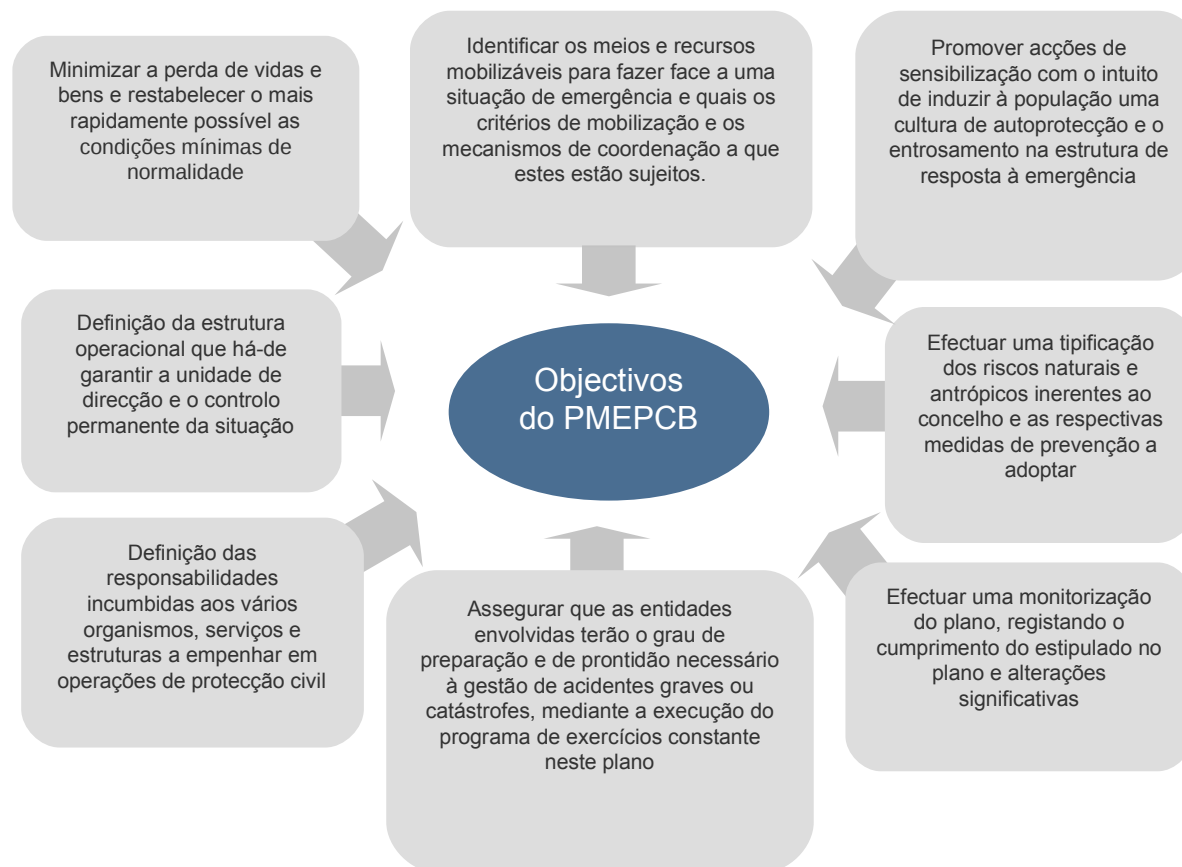 Minimizar a perda de vidas e
bens e restabelecer o mais
rapidamente possível as
condições mínimas de
normalidade
Identificar os meios e recursos
mobilizáveis para fazer face a uma
situação de emergência e quais os
critérios de mobilização e os
mecanismos de coordenação a que
estes estão sujeitos.
Promover acções de
sensibilização com o intuito
de induzir à população uma
cultura de autoprotecção e o
entrosamento na estrutura de
resposta à emergência
Definição da estrutura
operacional que há-de
garantir a unidade de
direcção e o controlo
permanente da situação
Objectivos
do PMEPCB
Efectuar uma tipificação
dos riscos naturais e
antrópicos inerentes ao
concelho e as respectivas
medidas de prevenção a
adoptar
Definição das
responsabilidades
incumbidas aos vários
organismos, serviços e
estruturas a empenhar em
operações de protecção civil
Assegurar que as entidades
envolvidas terão o grau de
preparação e de prontidão necessário
à gestão de acidentes graves ou
catástrofes, mediante a execução do
programa de exercícios constante
neste plano
Efectuar uma monitorização
do plano, registando o
cumprimento do estipulado no
plano e alterações
significativas